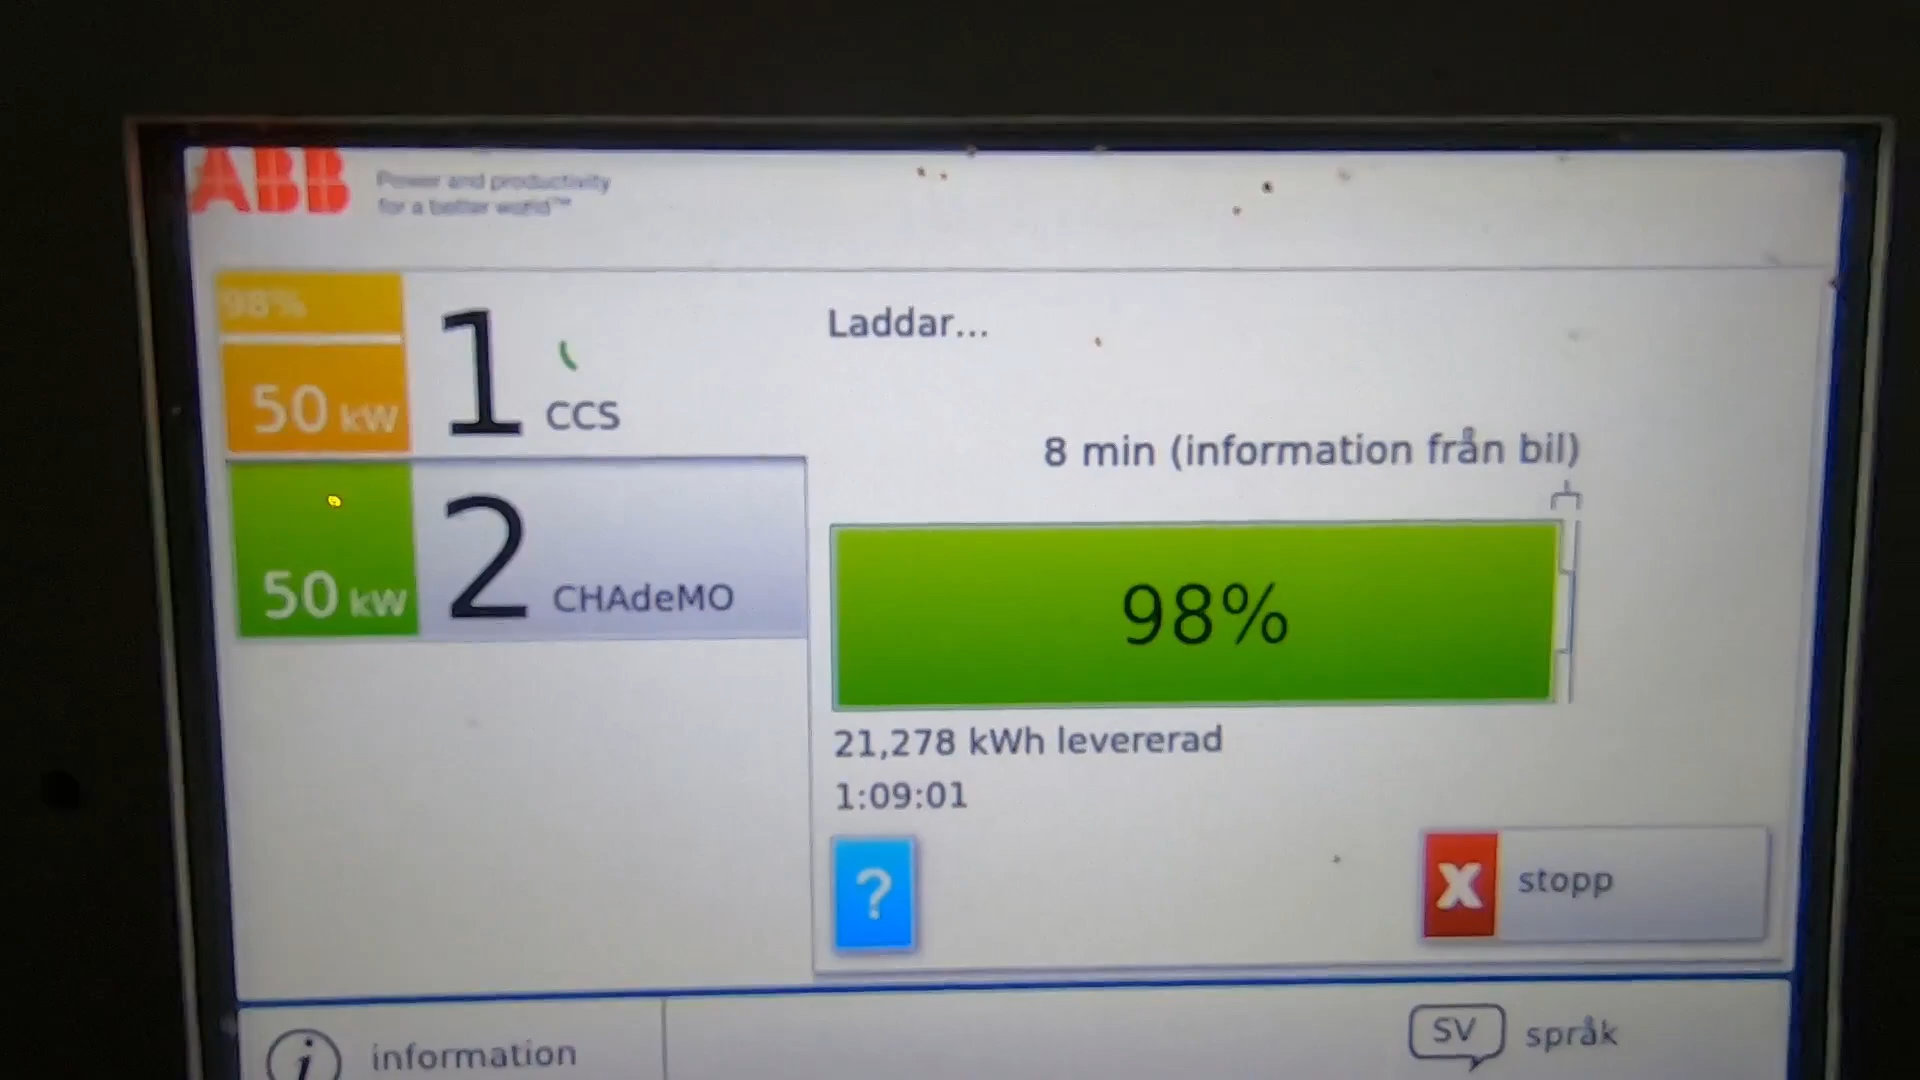 ABB
Power and productivity
for a better world™
98%
50 kW
1
CCS
50 kW
2
CHAdeMO
Laddar...
8 min (information från bil)
98%
21,278 kWh levererad
1:09:01
?
X
stopp
i
information
SV
språk